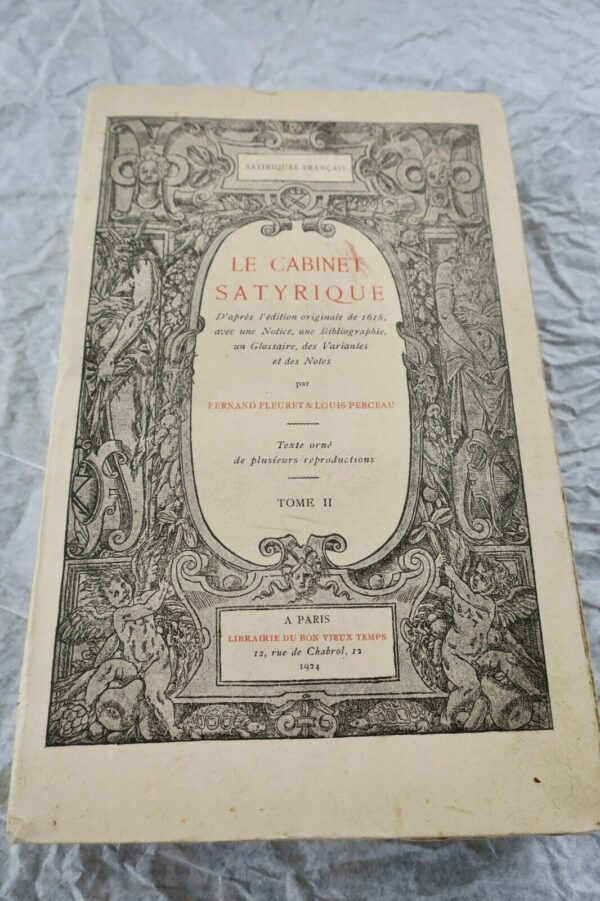 SATIRIQUES FRANÇAIS
LE CABINET
SATYRIQUE
D'après l'édition originale de 1618,
avec une Notice, une Bibliographie,
un Glossaire, des Variantes
et des Notes
par
FERNAND FLEURET & LOUIS PERCEAU
Texte orné
de plusieurs reproductions
TOME II
A PARIS
LIBRAIRIE DU BON VIEUX TEMPS
12, rue de Chabrol, 12
1924